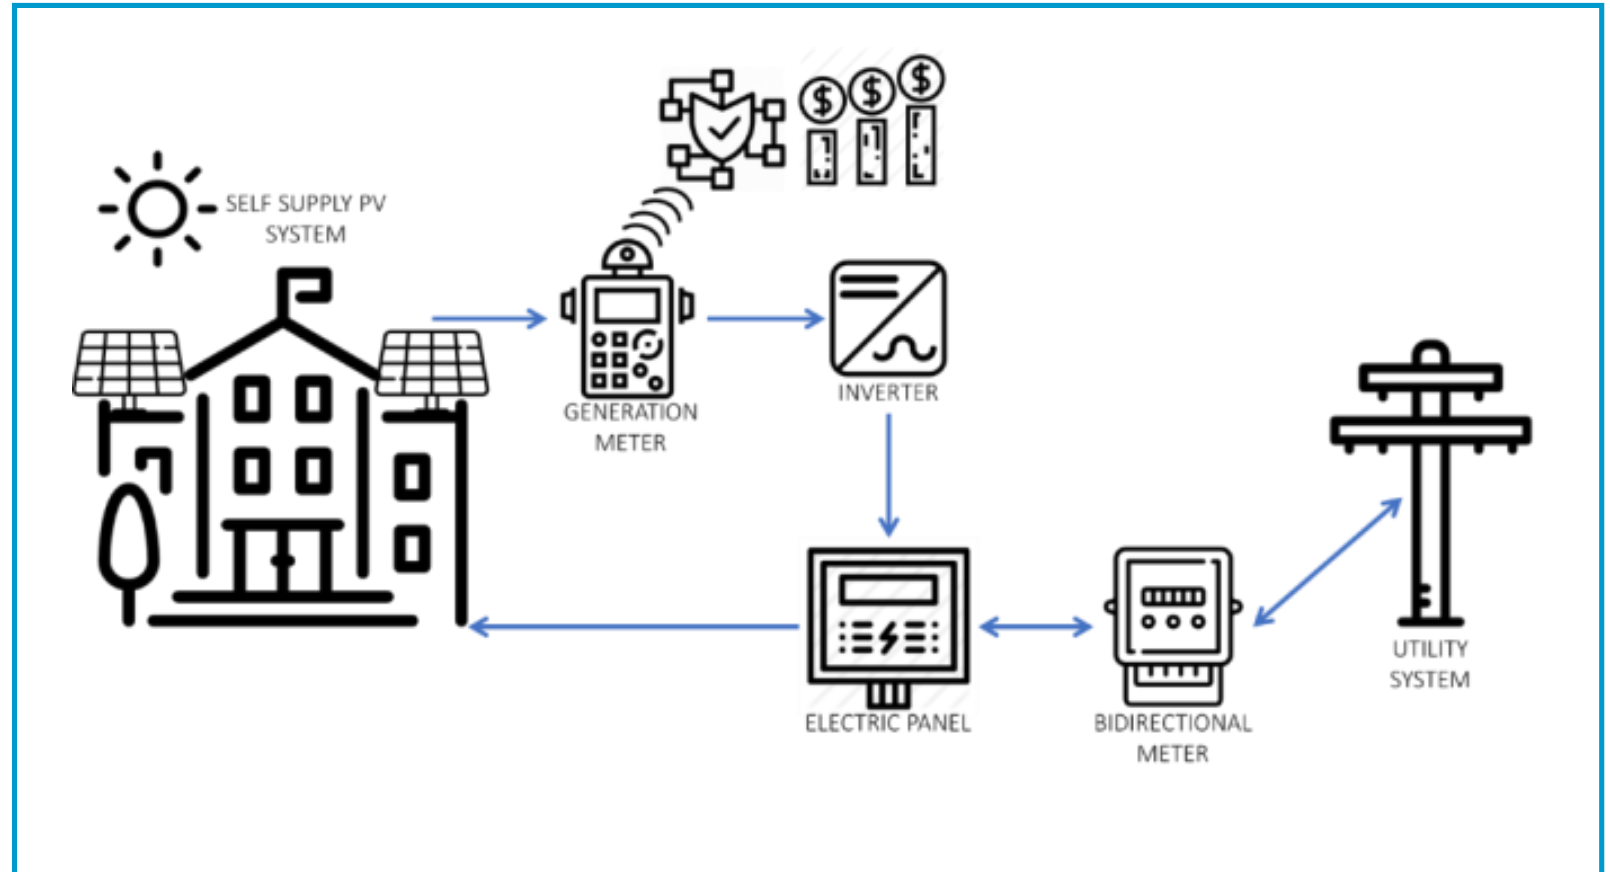 SELF SUPPLY PV
SYSTEM
GENERATION
METER
INVERTER
ELECTRIC PANEL
BIDIRECTIONAL
METER
UTILITY
SYSTEM
$
$
$